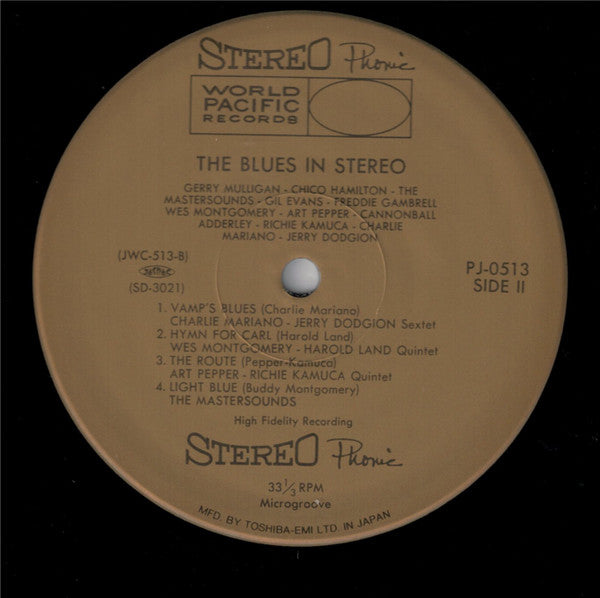 STEREO Phonic
WORLD
PACIFIC
RECORDS
THE BLUES IN STEREO
GERRY MULLIGAN - CHICO HAMILTON - THE
MASTERSOUNDS - GIL EVANS - FREDDIE GAMBRELL
WES MONTGOMERY - ART PEPPER - CANNONBALL
ADDERLEY - RICHIE KAMUCA - CHARLIE
MARIANO - JERRY DODGION
(JWC-513-B)
(SD-3021)
PJ-0513
SIDE II
1. VAMP'S BLUES (Charlie Mariano)
CHARLIE MARIANO - JERRY DODGION Sextet
2. HYMN FOR CARL (Harold Land)
WES MONTGOMERY - HAROLD LAND Quintet
3. THE ROUTE (Pepper-Kamuca)
ART PEPPER - RICHIE KAMUCA Quintet
4. LIGHT BLUE (Buddy Montgomery)
THE MASTERSOUNDS
High Fidelity Recording
STEREO Phonic
33 1/3 RPM
Microgroove
MFD. BY TOSHIBA-EMI LTD. IN JAPAN